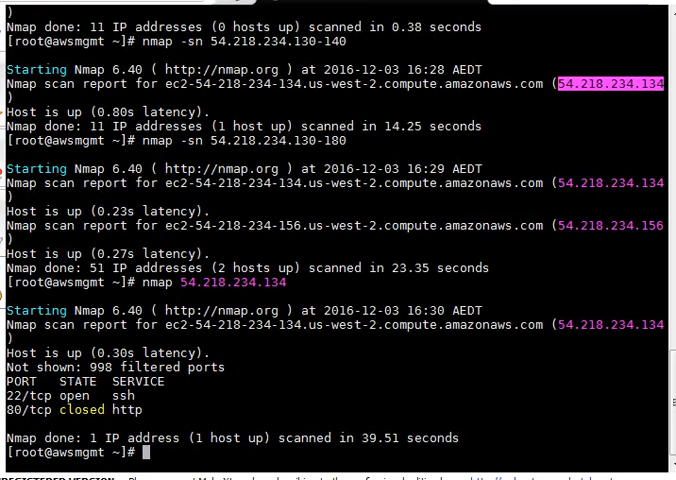 )
Nmap done: 11 IP addresses (0 hosts up) scanned in 0.38 seconds
[root@awsmgmt ~]# nmap -sn 54.218.234.130-140
Starting Nmap 6.40 ( http://nmap.org ) at 2016-12-03 16:28 AEDT
Nmap scan report for ec2-54-218-234-134.us-west-2.compute.amazonaws.com (54.218.234.134
)
Host is up (0.80s latency).
Nmap done: 11 IP addresses (1 host up) scanned in 14.25 seconds
[root@awsmgmt ~]# nmap -sn 54.218.234.130-180
Starting Nmap 6.40 ( http://nmap.org ) at 2016-12-03 16:29 AEDT
Nmap scan report for ec2-54-218-234-134.us-west-2.compute.amazonaws.com (54.218.234.134
)
Host is up (0.23s latency).
Nmap scan report for ec2-54-218-234-156.us-west-2.compute.amazonaws.com (54.218.234.156
)
Host is up (0.27s latency).
Nmap done: 51 IP addresses (2 hosts up) scanned in 23.35 seconds
[root@awsmgmt ~]# nmap 54.218.234.134
Starting Nmap 6.40 ( http://nmap.org ) at 2016-12-03 16:30 AEDT
Nmap scan report for ec2-54-218-234-134.us-west-2.compute.amazonaws.com (54.218.234.134
)
Host is up (0.30s latency).
Not shown: 998 filtered ports
PORT STATE SERVICE
22/tcp open ssh
80/tcp closed http
Nmap done: 1 IP address (1 host up) scanned in 39.51 seconds
[root@awsmgmt ~]#